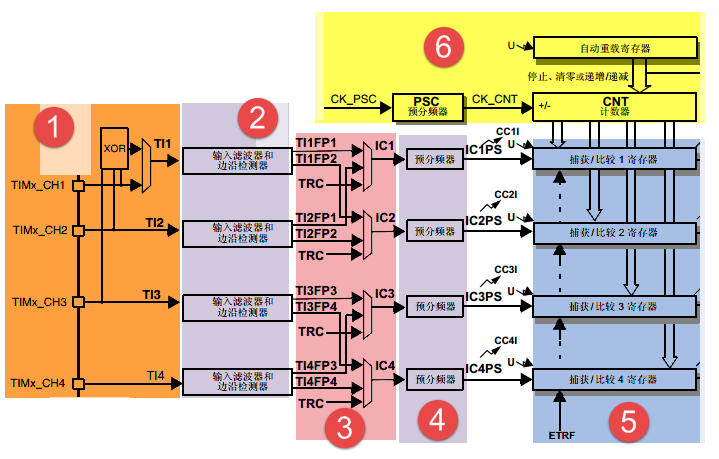 6
U
自动重载寄存器
停止、清零或递增/递减
CK_PSC
PSC
预分频器
CK_CNT
+/-
CNT
计数器
1
2
XOR
TI1
TIMx_CH1
输入滤波器和
边沿检测器
TI1FP1
TI1FP2
TRC
IC1
预分频器
IC1PS
CC1I
U
捕获/比较 1 寄存器
TIMx_CH2
TI2
输入滤波器和
边沿检测器
TI2FP1
TI2FP2
TRC
IC2
预分频器
IC2PS
CC2I
U
捕获/比较 2 寄存器
TIMx_CH3
TI3
输入滤波器和
边沿检测器
TI3FP3
TI3FP4
TRC
IC3
预分频器
IC3PS
CC3I
U
捕获/比较 3 寄存器
TIMx_CH4
TI4
输入滤波器和
边沿检测器
TI4FP3
TI4FP4
TRC
IC4
预分频器
IC4PS
CC4I
U
捕获/比较 4 寄存器
3
4
5
ETRF